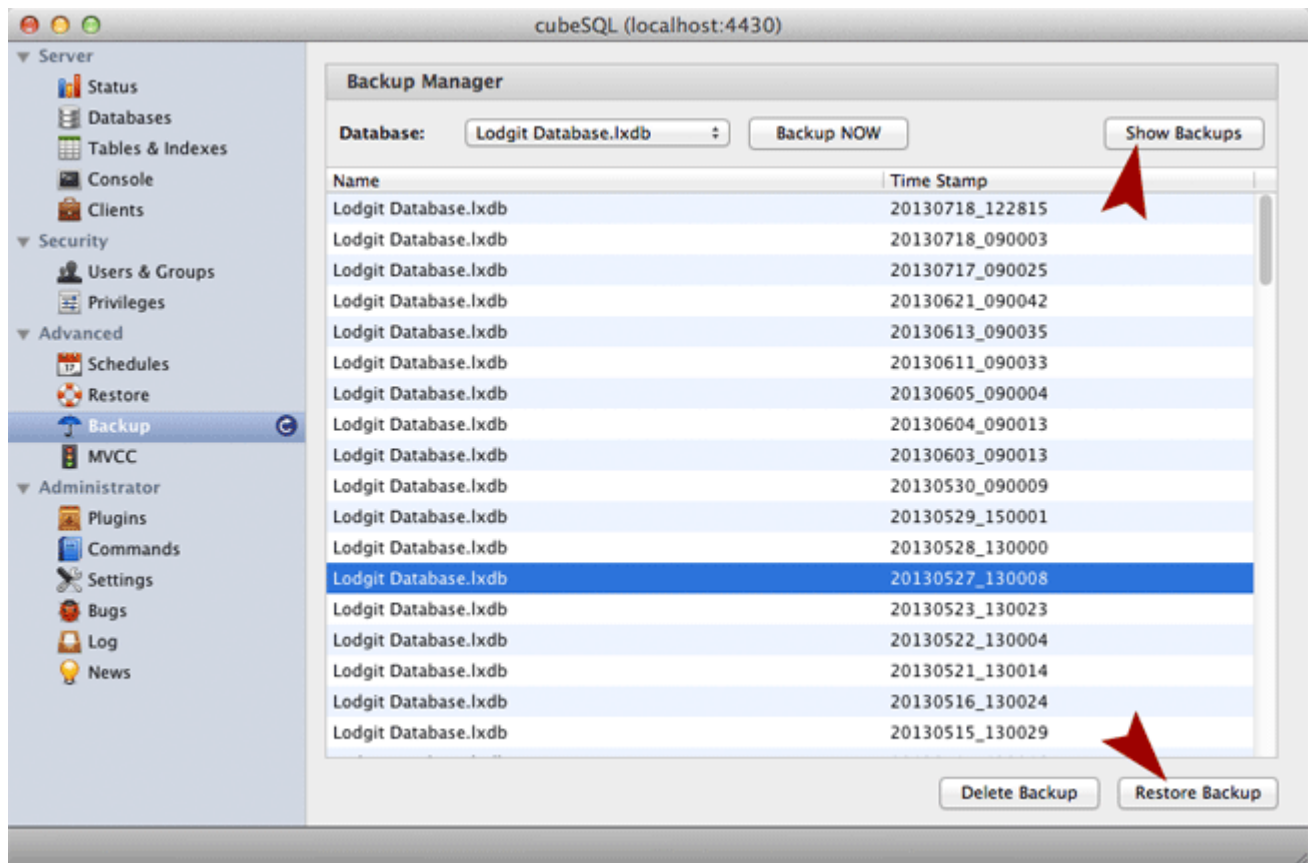 cubeSQL (localhost:4430)
Server
Status
Databases
Tables & Indexes
Console
Clients
Security
Users & Groups
Privileges
Advanced
Schedules
17
Restore
Backup
MVCC
Administrator
Plugins
Commands
Settings
Bugs
Log
News
Backup Manager
Database: Lodgit Database.lxdb Backup NOW Show Backups
Name Time Stamp
Lodgit Database.lxdb 20130718_122815
Lodgit Database.lxdb 20130718_090003
Lodgit Database.lxdb 20130717_090025
Lodgit Database.lxdb 20130621_090042
Lodgit Database.lxdb 20130613_090035
Lodgit Database.lxdb 20130611_090033
Lodgit Database.lxdb 20130605_090004
Lodgit Database.lxdb 20130604_090013
Lodgit Database.lxdb 20130603_090013
Lodgit Database.lxdb 20130530_090009
Lodgit Database.lxdb 20130529_150001
Lodgit Database.lxdb 20130528_130000
Lodgit Database.lxdb 20130527_130008
Lodgit Database.lxdb 20130523_130023
Lodgit Database.lxdb 20130522_130004
Lodgit Database.lxdb 20130521_130014
Lodgit Database.lxdb 20130516_130024
Lodgit Database.lxdb 20130515_130029
Delete Backup Restore Backup